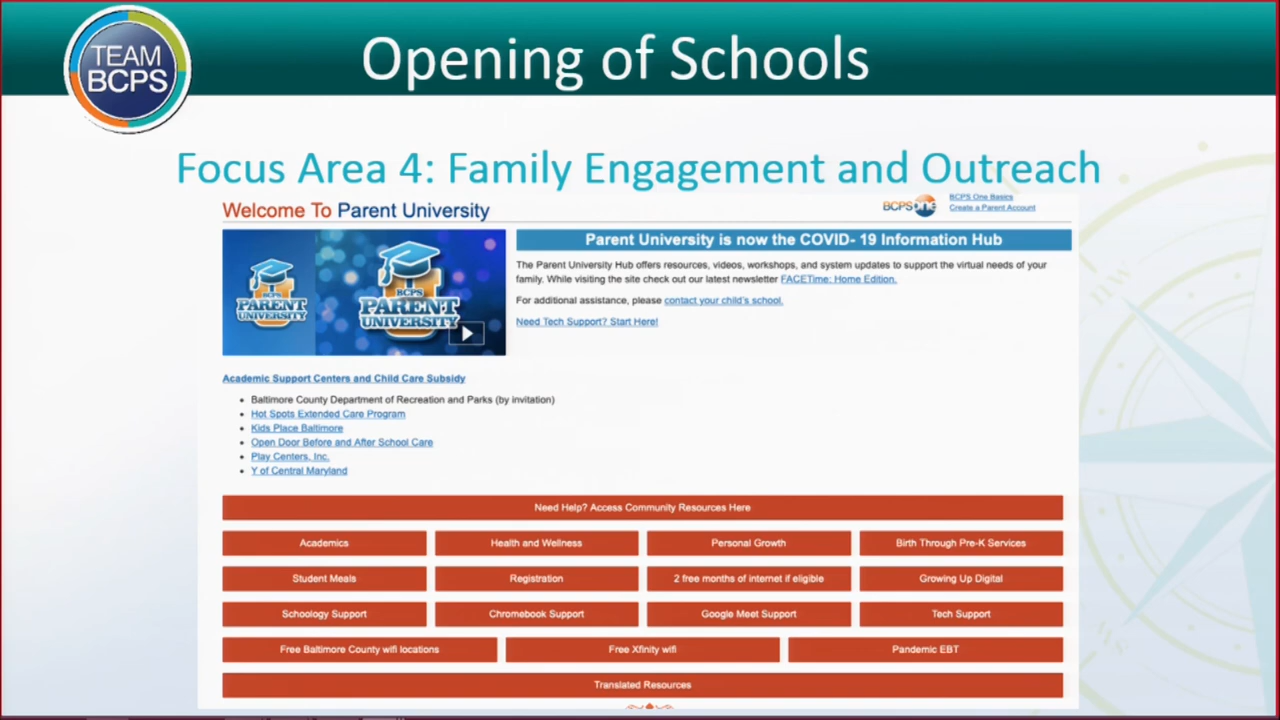 TEAM
BCPS
Opening of Schools
Focus Area 4: Family Engagement and Outreach
Welcome To Parent University
BCPS one
BCPS One Basics
Create a Parent Account
BCPS
PARENT
UNIVERSITY
BCPS
PARENT
UNIVERSITY
Parent University is now the COVID- 19 Information Hub
The Parent University Hub offers resources, videos, workshops, and system updates to support the virtual needs of your
family. While visiting the site check out our latest newsletter FACETime: Home Edition.
For additional assistance, please contact your child's school.
Need Tech Support? Start Here!
Academic Support Centers and Child Care Subsidy
• Baltimore County Department of Recreation and Parks (by invitation)
• Hot Spots Extended Care Program
• Kids Place Baltimore
• Open Door Before and After School Care
• Play Centers, Inc.
• Y of Central Maryland
Need Help? Access Community Resources Here
Academics Health and Wellness Personal Growth Birth Through Pre-K Services
Student Meals Registration 2 free months of internet if eligible Growing Up Digital
Schoology Support Chromebook Support Google Meet Support Tech Support
Free Baltimore County wifi locations Free Xfinity wifi Pandemic EBT
Translated Resources